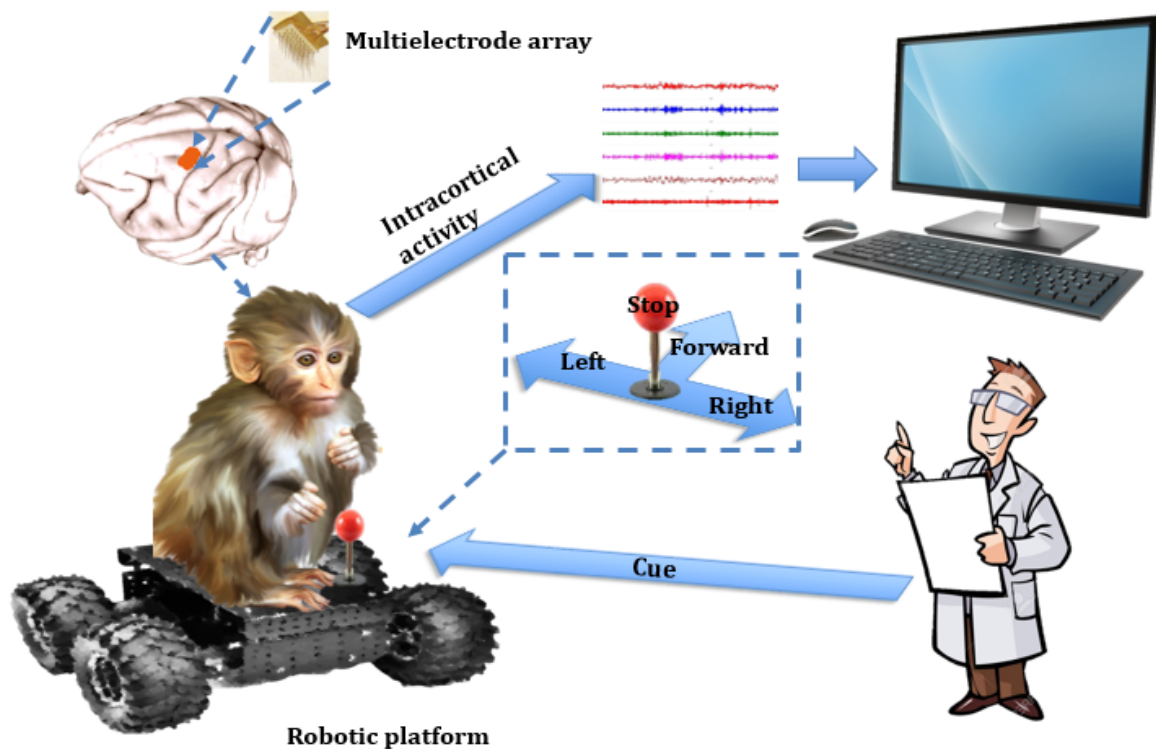 Multielectrode array
Intracortical
activity
Stop
Forward
Left
Right
Cue
Robotic platform